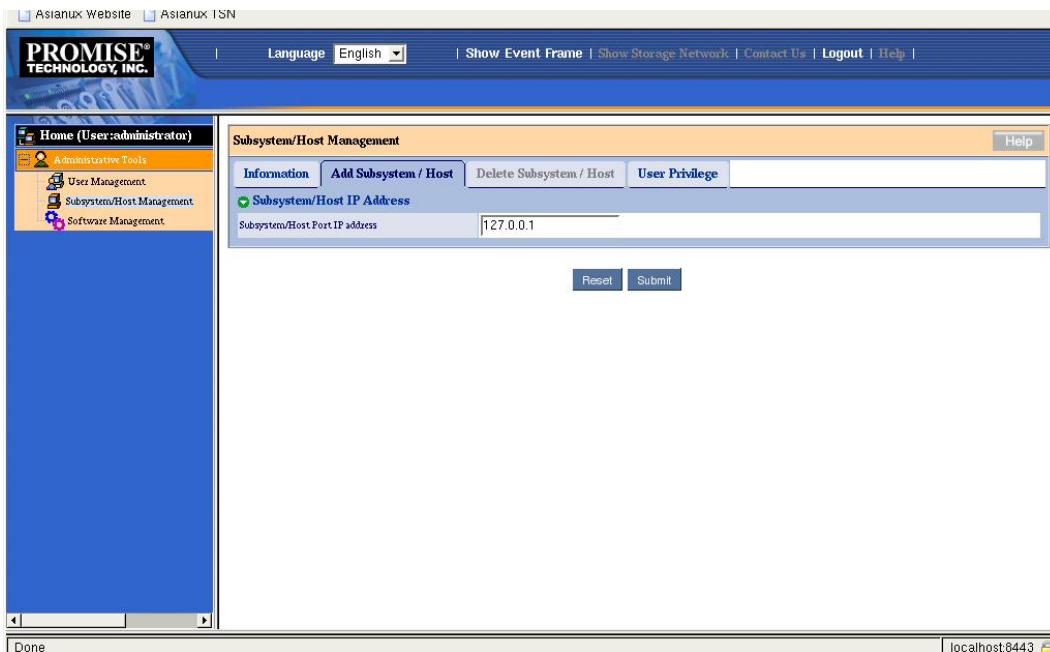 Asianux Website Asianux TSN
PROMISE®
TECHNOLOGY, INC.
| Language English | Show Event Frame | Show Storage Network | Contact Us | Logout | Help |
Home (User:administrator)
Administrative Tools
User Management
Subsystem/Host Management
Software Management
Subsystem/Host Management
Help
Information
Add Subsystem / Host
Delete Subsystem / Host
User Privilege
Subsystem/Host IP Address
Subsystem/Host Port IP address
127.0.0.1
Reset
Submit
Done
localhost:8443